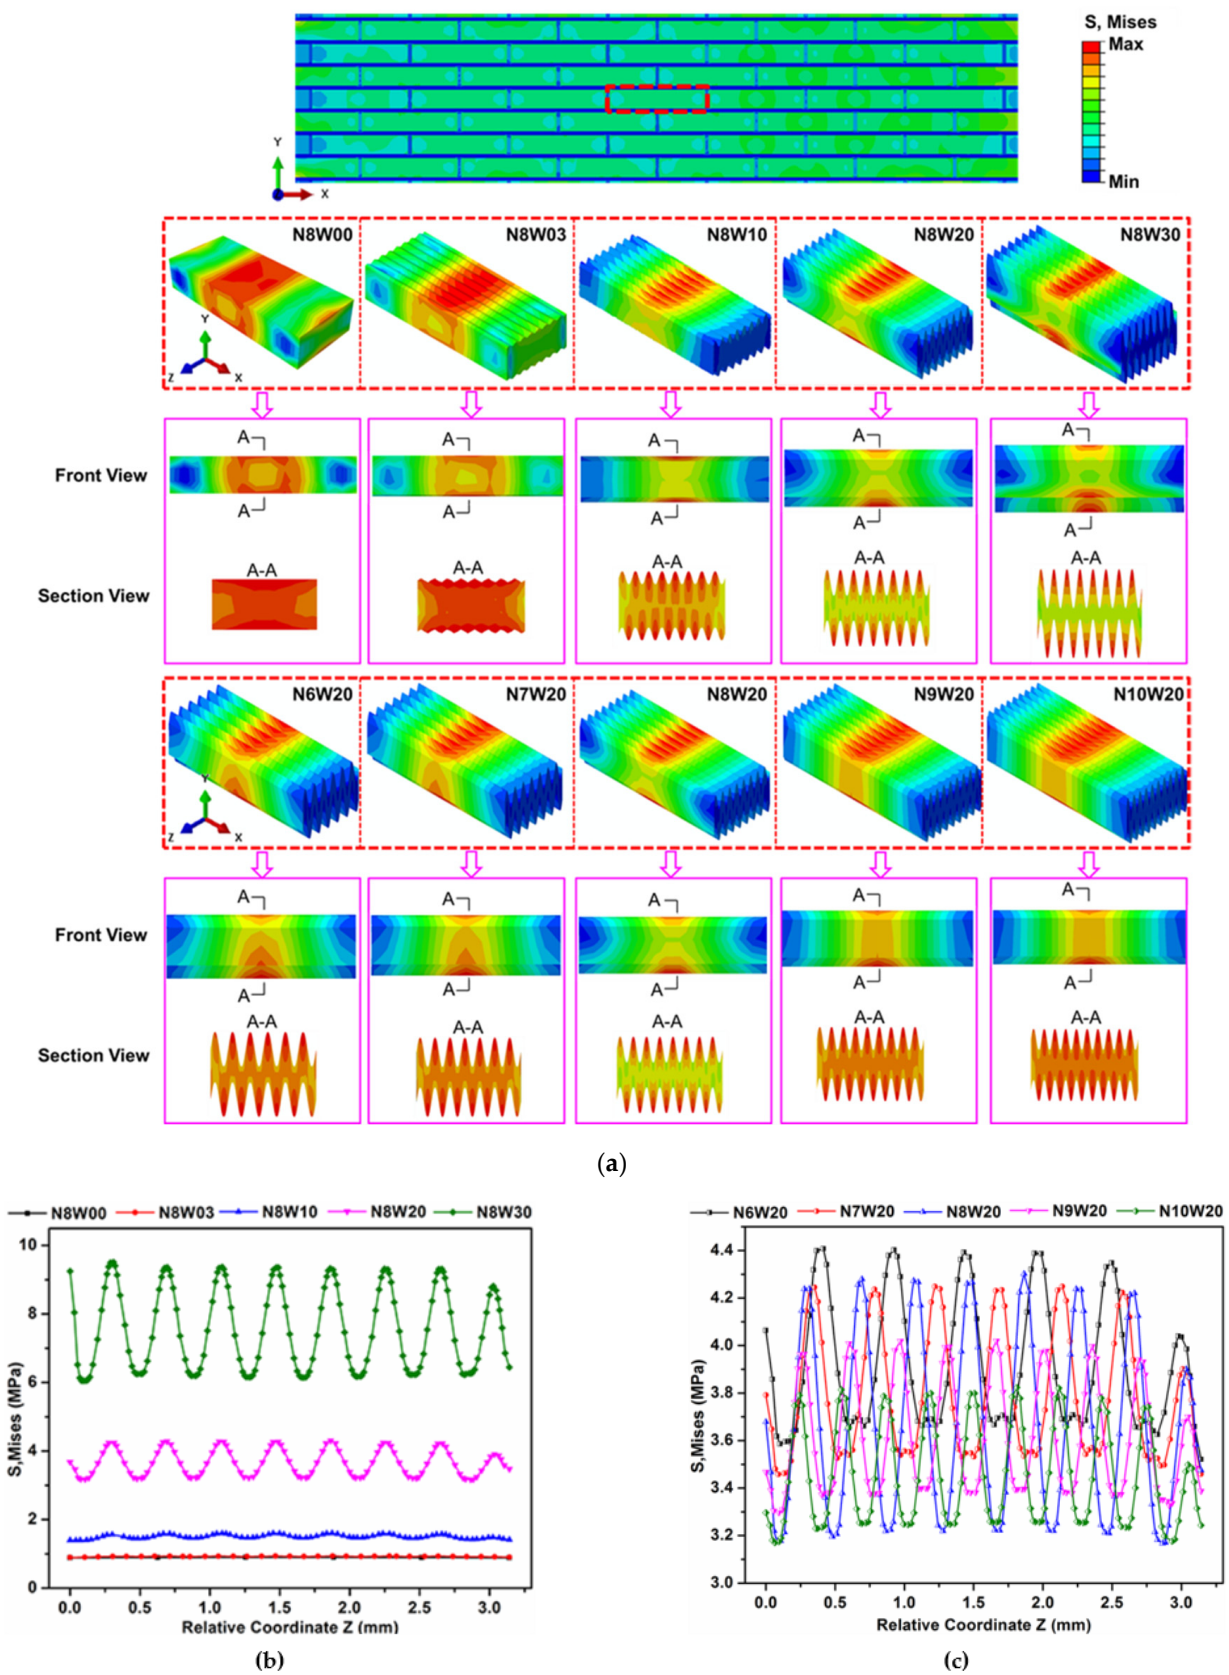 S, Mises
Max
Min
Y
X
N8W00 N8W03 N8W10 N8W20 N8W30
Y
Z X
A A A A A
Front View
A A A A A
A-A A-A A-A A-A A-A
Section View
N6W20 N7W20 N8W20 N9W20 N10W20
Y
Z X
A A A A A
Front View
A A A A A
A-A A-A A-A A-A A-A
Section View
(a)
N8W00 N8W03 N8W10 N8W20 N8W30
10
8
6
4
2
0
S,Mises (MPa)
0.0 0.5 1.0 1.5 2.0 2.5 3.0
Relative Coordinate Z (mm)
(b)
N6W20 N7W20 N8W20 N9W20 N10W20
4.4
4.2
4.0
3.8
3.6
3.4
3.2
3.0
S,Mises (MPa)
0.0 0.5 1.0 1.5 2.0 2.5 3.0
Relative Coordinate Z (mm)
(c)